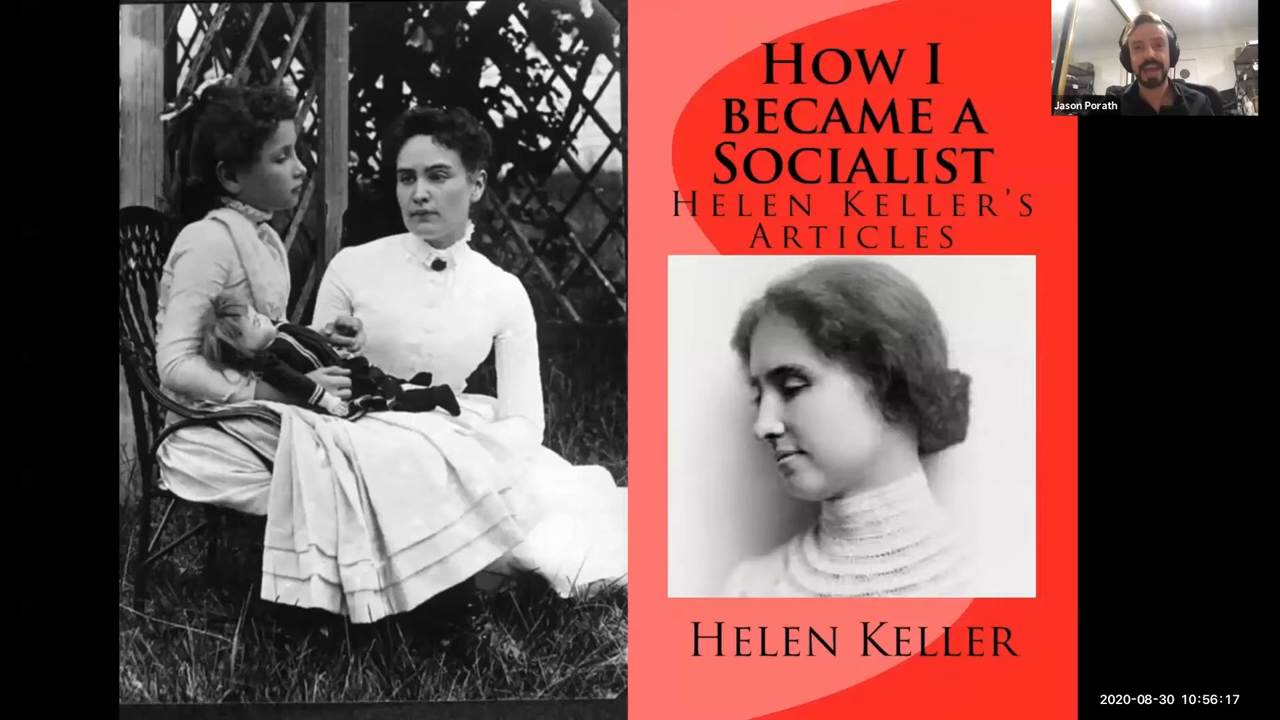 How I
became a
Socialist
Helen Keller's
Articles
Helen Keller
Jason Porath
2020-08-30 10:56:17